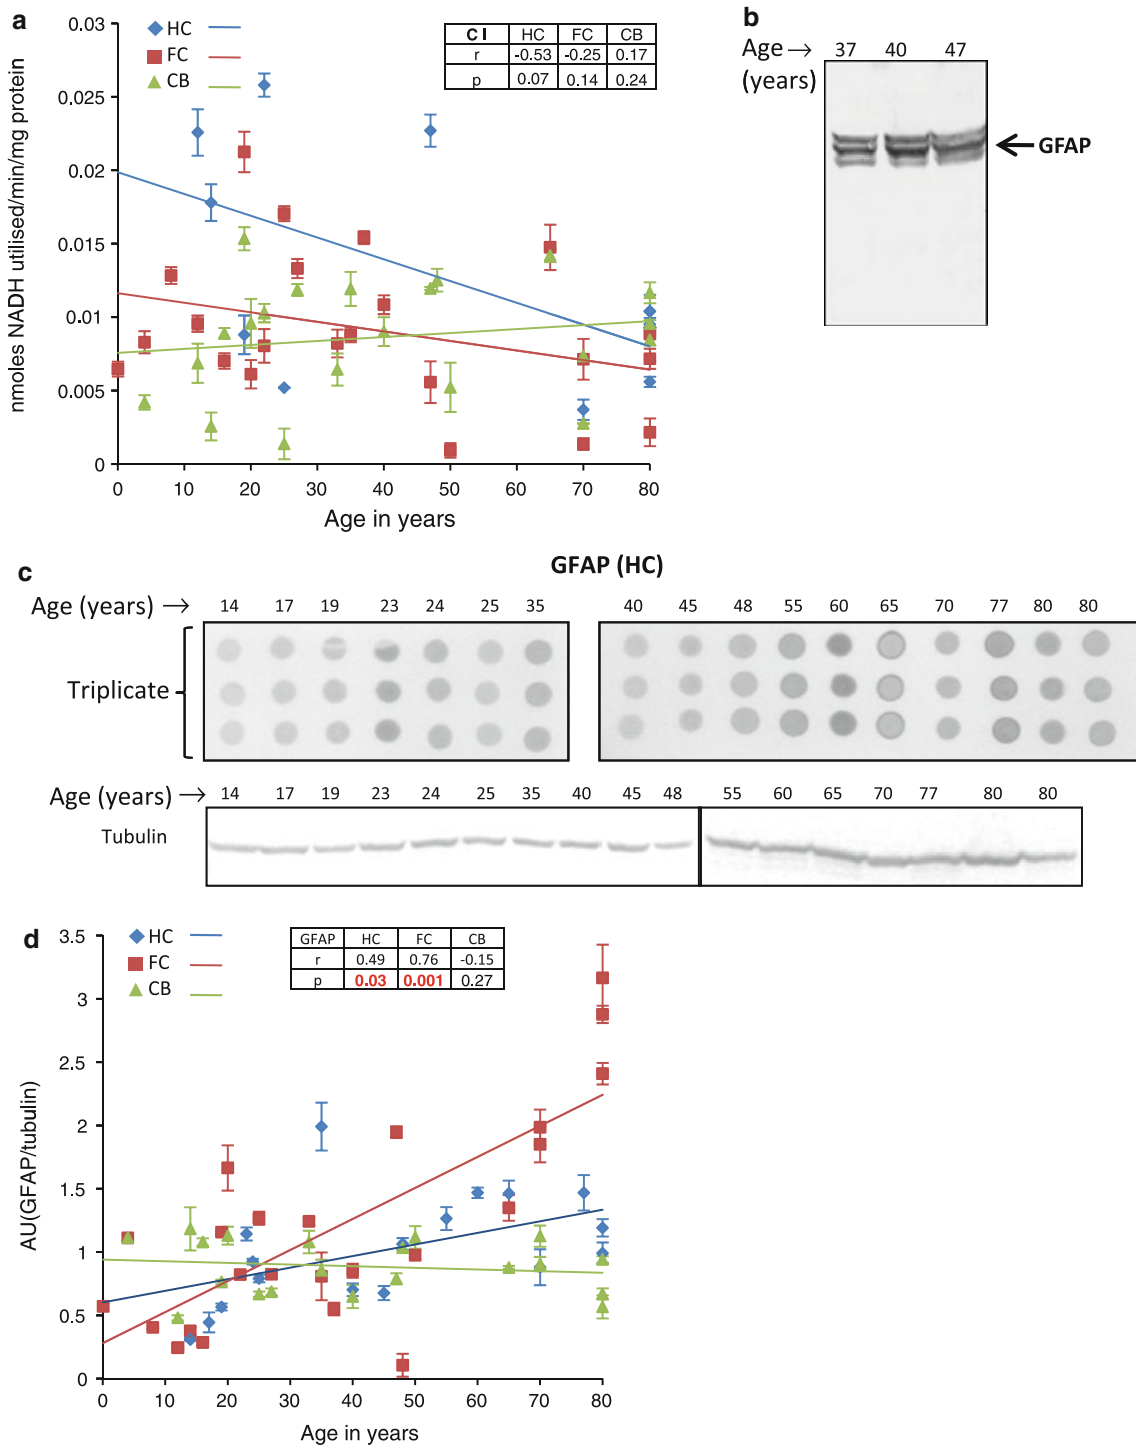 a
0.03
0.025
0.02
0.015
0.01
0.005
0
nmoles NADH utilised/min/mg protein
HC
FC
CB
C I HC FC CB
r -0.53 -0.25 0.17
p 0.07 0.14 0.24
0 10 20 30 40 50 60 70 80
Age in years
b
Age → 37 40 47
(years)
GFAP
c
GFAP (HC)
Age (years) → 14 17 19 23 24 25 35 40 45 48 55 60 65 70 77 80 80
Triplicate
Age (years) → 14 17 19 23 24 25 35 40 45 48 55 60 65 70 77 80 80
Tubulin
d
3.5
3
2.5
2
1.5
1
0.5
0
AU(GFAP/tubulin)
HC
FC
CB
GFAP HC FC CB
r 0.49 0.76 -0.15
p 0.03 0.001 0.27
0 10 20 30 40 50 60 70 80
Age in years